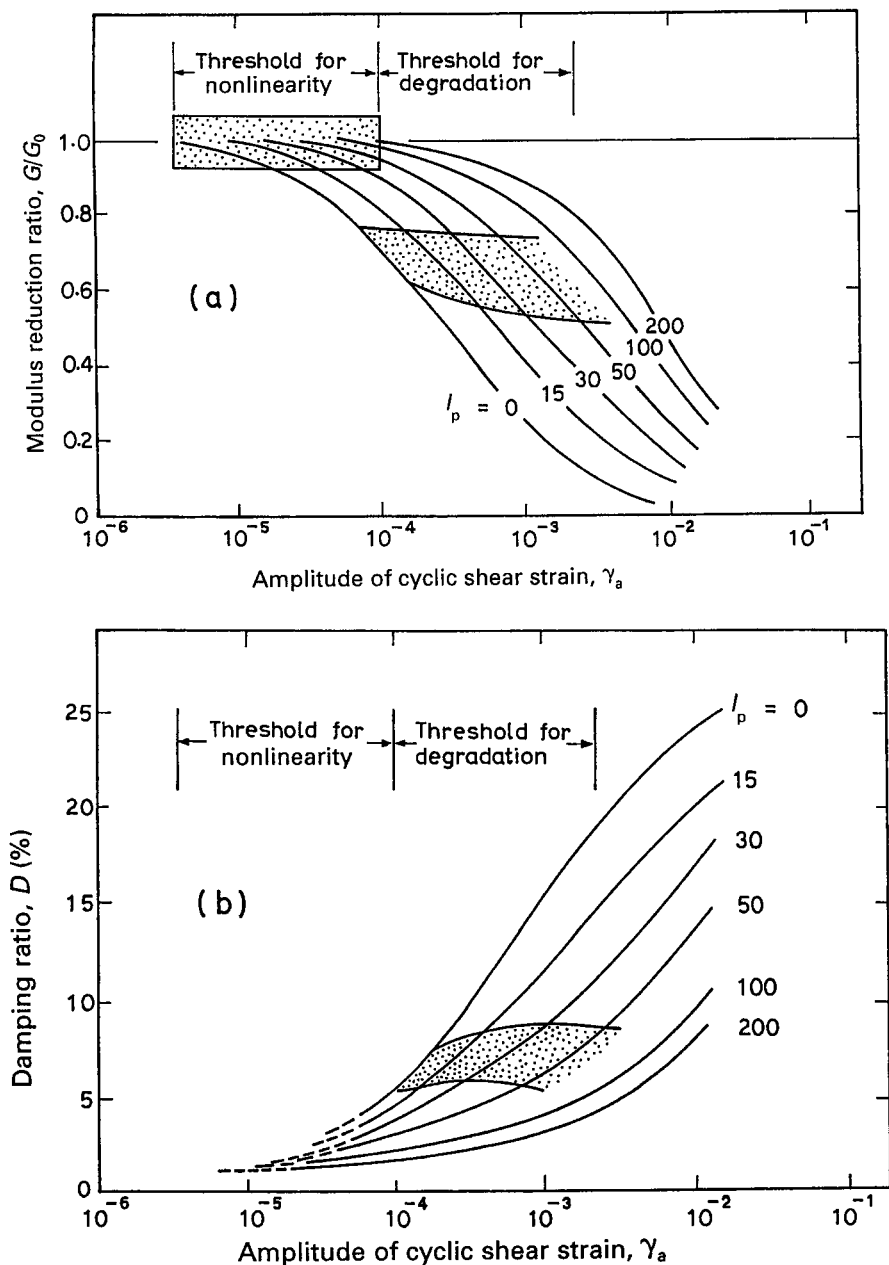 Threshold for
nonlinearity
Threshold for
degradation
Modulus reduction ratio, G/G₀
1.0
0.8
0.6
0.4
0.2
0
(a)
Iₚ = 0
15
30
50
100
200
10⁻⁶
10⁻⁵
10⁻⁴
10⁻³
10⁻²
10⁻¹
Amplitude of cyclic shear strain, γₐ
Threshold for
nonlinearity
Threshold for
degradation
Damping ratio, D (%)
25
20
15
10
5
0
(b)
Iₚ = 0
15
30
50
100
200
10⁻⁶
10⁻⁵
10⁻⁴
10⁻³
10⁻²
10⁻¹
Amplitude of cyclic shear strain, γₐ